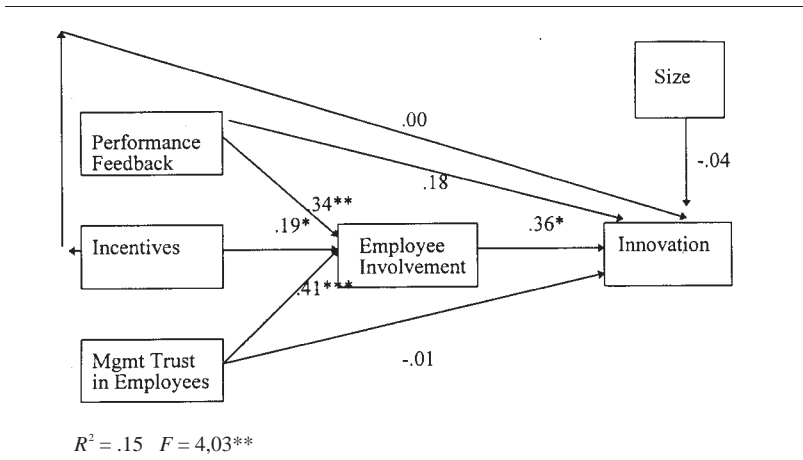 Size
.00
Performance
Feedback
-.04
.18
.34**
.19*
Incentives
Employee
Involvement
.36*
Innovation
.41***
Mgmt Trust
in Employees
-.01
R² = .15 F = 4,03**